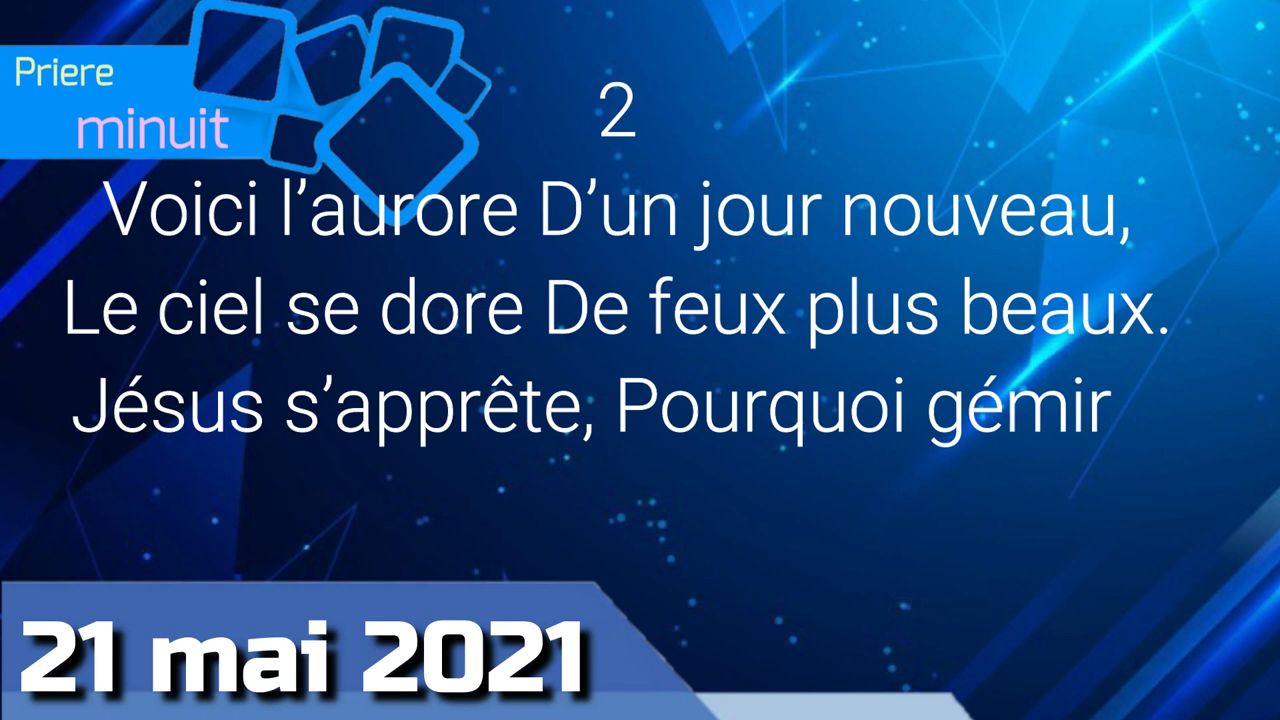 Priere
minuit
2
Voici l’aurore D’un jour nouveau,
Le ciel se dore De feux plus beaux.
Jésus s’apprête, Pourquoi gémir
21 mai 2021